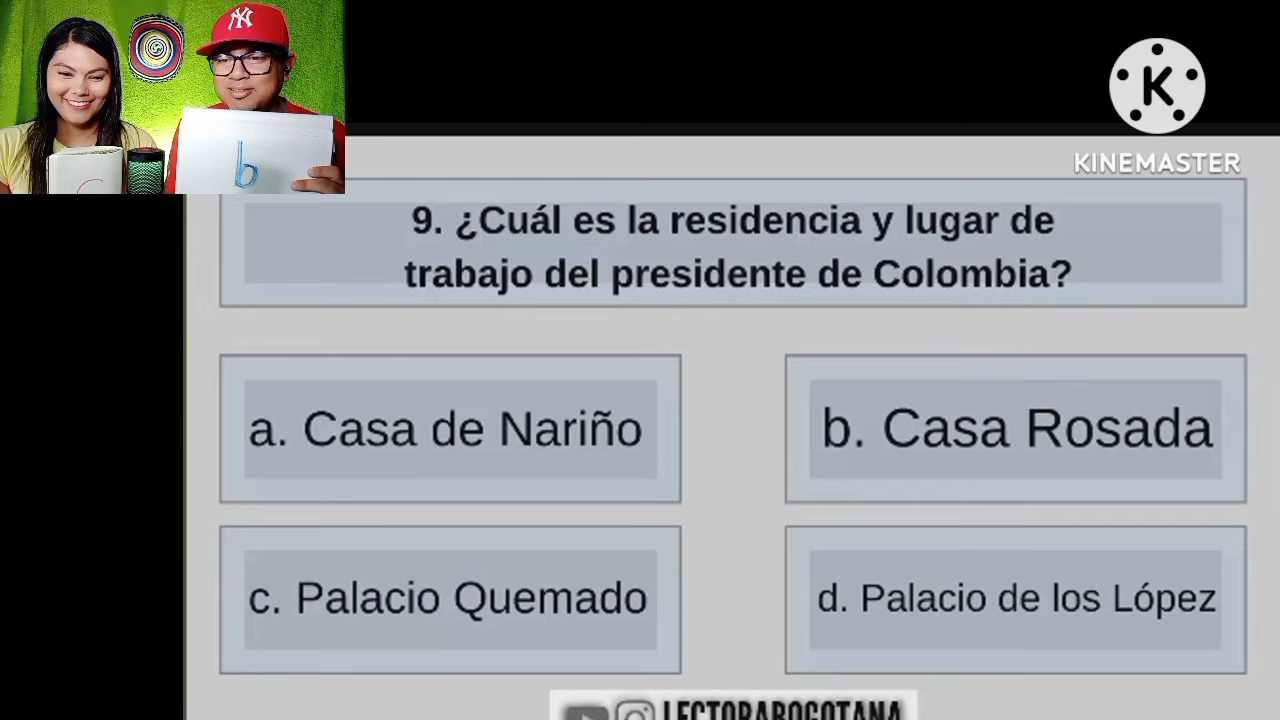 NY
b
KINEMASTER
9. ¿Cuál es la residencia y lugar de
trabajo del presidente de Colombia?
a. Casa de Nariño
b. Casa Rosada
c. Palacio Quemado
d. Palacio de los López
LECTORABOGOTANA